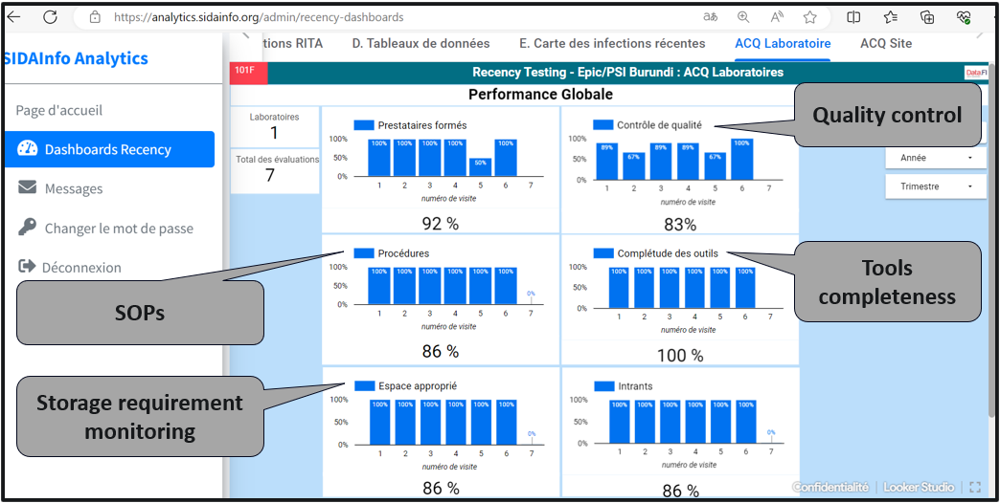 https://analytics.sidainfo.org/admin/recency-dashboards
SIDAInfo Analytics
Page d'accueil
Dashboards Recency
Messages
Changer le mot de passe
Déconnexion
tions RITA
D. Tableaux de données
E. Carte des infections récentes
ACQ Laboratoire
ACQ Site
101F
Recency Testing - Epic/PSI Burundi : ACQ Laboratoires
Data.FI
Performance Globale
Laboratoires
1
Total des évaluations
7
Année
Trimestre
Prestataires formés
100%
50%
0%
100% 100% 100% 100% 50% 100%
1 2 3 4 5 6 7
numéro de visite
92 %
Contrôle de qualité
100%
50%
0%
89% 67% 89% 89% 67% 100%
1 2 3 4 5 6 7
numéro de visite
83%
Quality control
Procédures
100%
50%
0%
100% 100% 100% 100% 100% 100% 0%
1 2 3 4 5 6 7
numéro de visite
86 %
SOPs
Complétude des outils
100%
50%
0%
100% 100% 100% 100% 100% 100%
1 2 3 4 5 6 7
numéro de visite
100 %
Tools
completeness
Espace approprié
100%
50%
0%
100% 100% 100% 100% 100% 100% 0%
1 2 3 4 5 6 7
numéro de visite
86 %
Storage requirement
monitoring
Intrants
100%
50%
0%
100% 100% 100% 100% 100% 100% 0%
1 2 3 4 5 6 7
numéro de visite
86 %
Confidentialité
Looker Studio